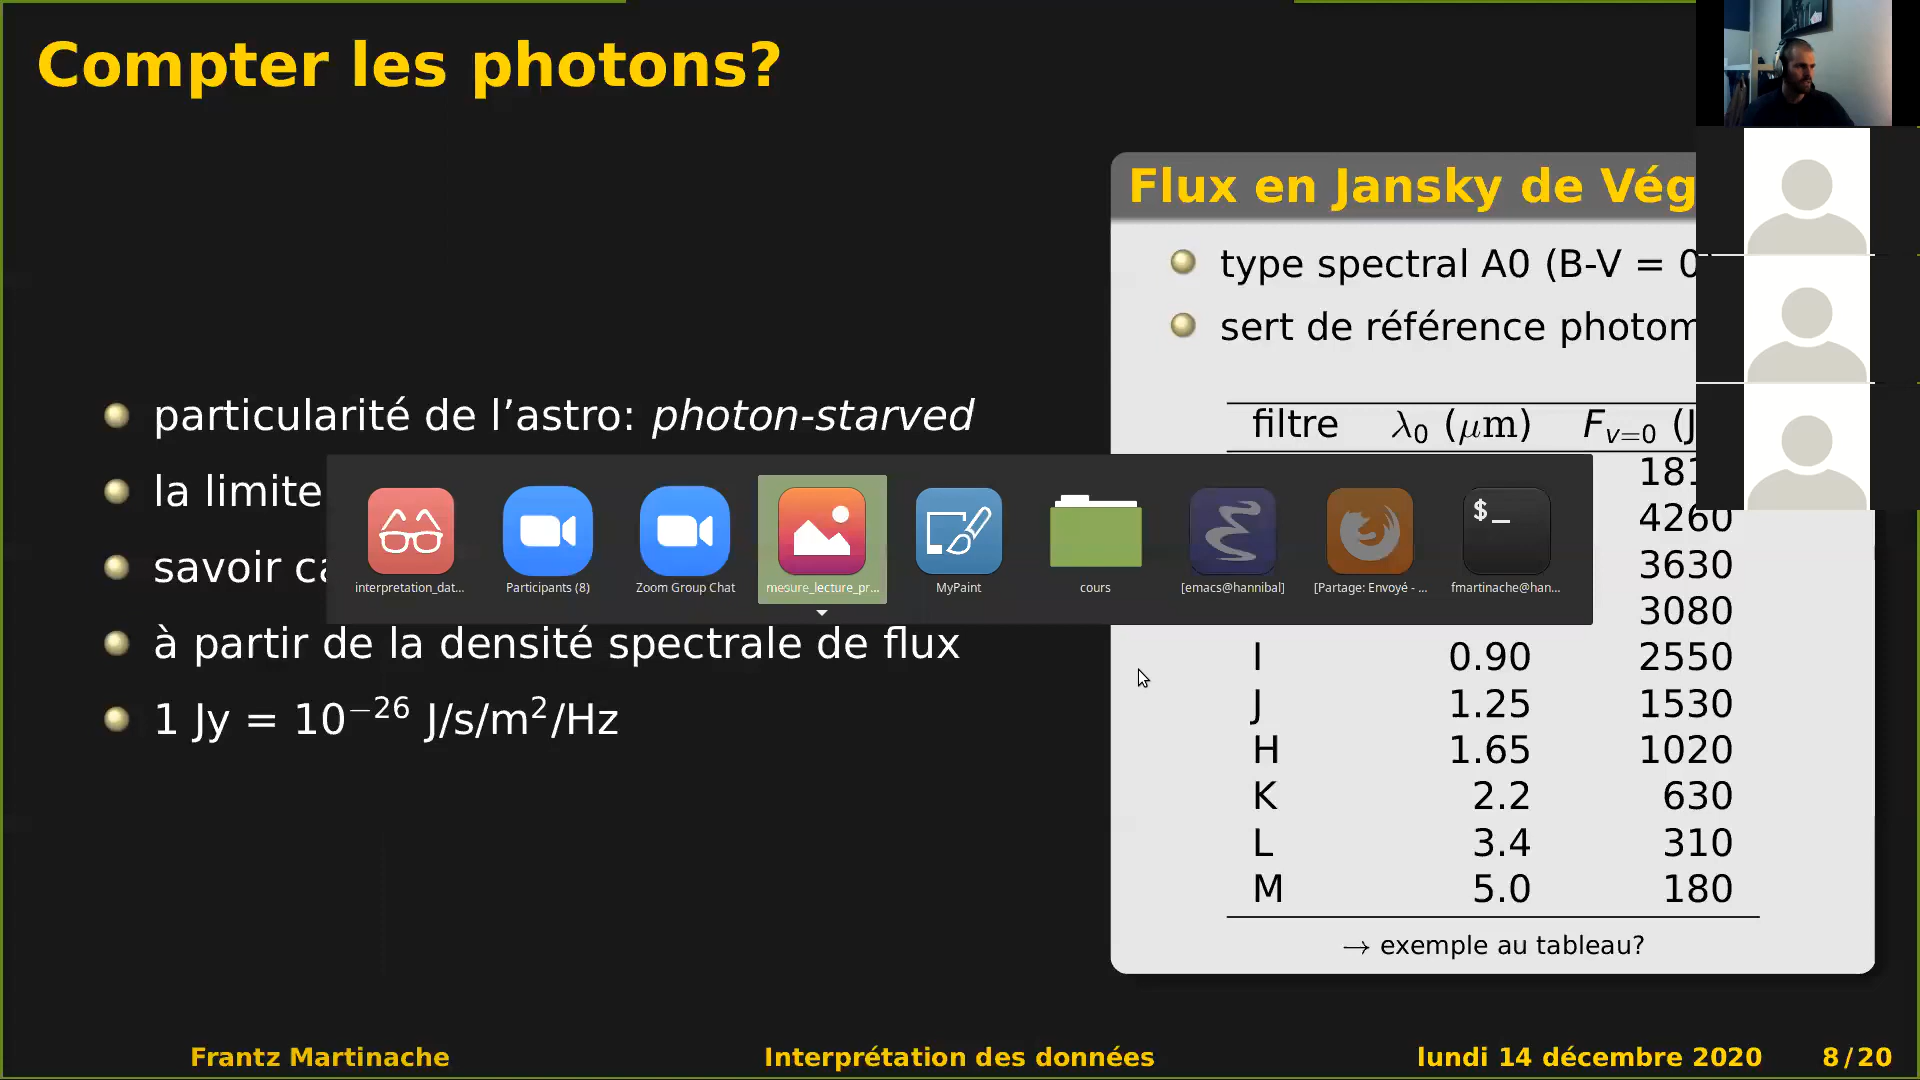 Compter les photons?
particularité de l’astro: photon-starved
la limite
savoir
à partir de la densité spectrale de flux
1 Jy = 10⁻²⁶ J/s/m²/Hz
Flux en Jansky de
type spectral A0 (B-V = 0
sert de référence
filtre λ₀ (μm) Fᵥ₌₀
4260
3630
3080
I 0.90 2550
J 1.25 1530
H 1.65 1020
K 2.2 630
L 3.4 310
M 5.0 180
→ exemple au tableau?
interpretation_dat...
Participants (8)
Zoom Group Chat
mesure_lecture_pr...
MyPaint
cours
[emacs@hannibal]
[Partage: Envoyé - ...
$_
fmartinache@han...
Frantz Martinache
Interprétation des données
lundi 14 décembre 2020
8/20